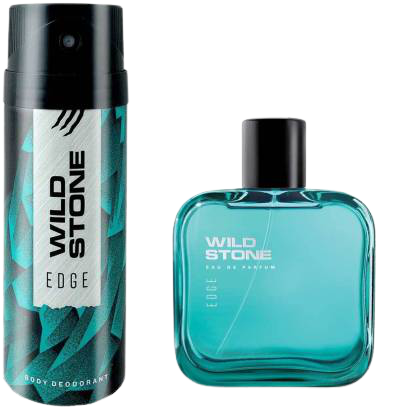 WILD
STONE
EDGE
BODY DEODORANT
WILD
STONE
EAU DE PARFUM
EDGE